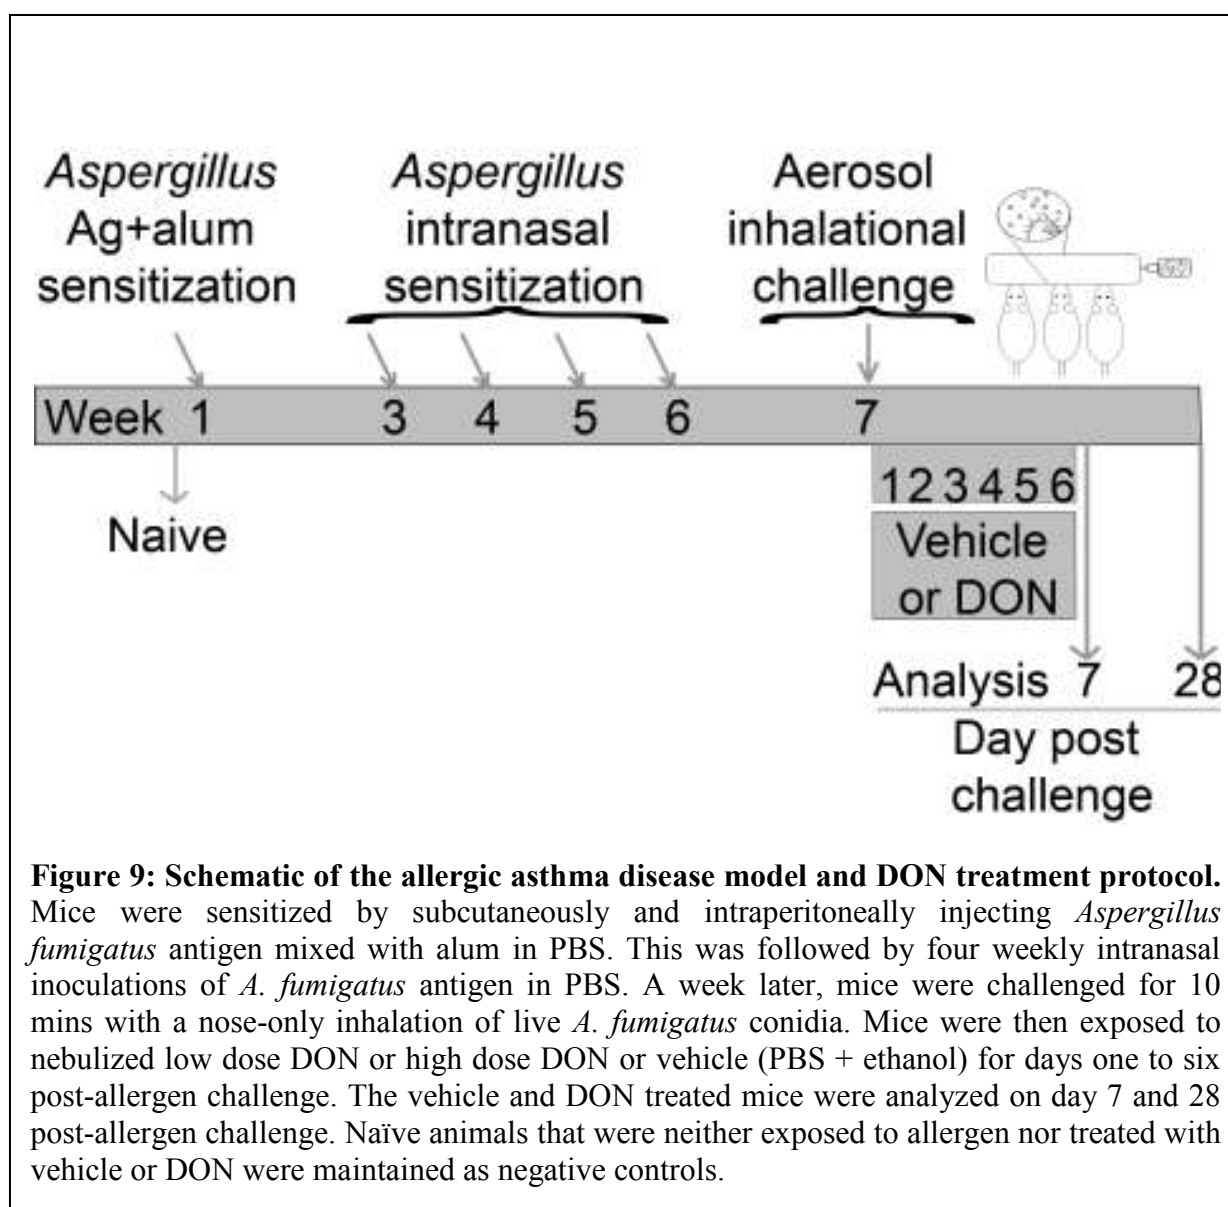 Aspergillus
Ag+alum
sensitization
Aspergillus
intranasal
sensitization
Aerosol
inhalational
challenge
Week 1 3 4 5 6 7
Naive
1 2 3 4 5 6
Vehicle
or DON
Analysis 7 28
Day post
challenge
Figure 9: Schematic of the allergic asthma disease model and DON treatment protocol.
Mice were sensitized by subcutaneously and intraperitoneally injecting Aspergillus
fumigatus antigen mixed with alum in PBS. This was followed by four weekly intranasal
inoculations of A. fumigatus antigen in PBS. A week later, mice were challenged for 10
mins with a nose-only inhalation of live A. fumigatus conidia. Mice were then exposed to
nebulized low dose DON or high dose DON or vehicle (PBS + ethanol) for days one to six
post-allergen challenge. The vehicle and DON treated mice were analyzed on day 7 and 28
post-allergen challenge. Naïve animals that were neither exposed to allergen nor treated with
vehicle or DON were maintained as negative controls.